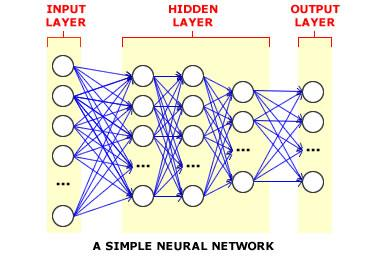 INPUT
LAYER
HIDDEN
LAYER
OUTPUT
LAYER
...
...
...
...
...
A SIMPLE NEURAL NETWORK